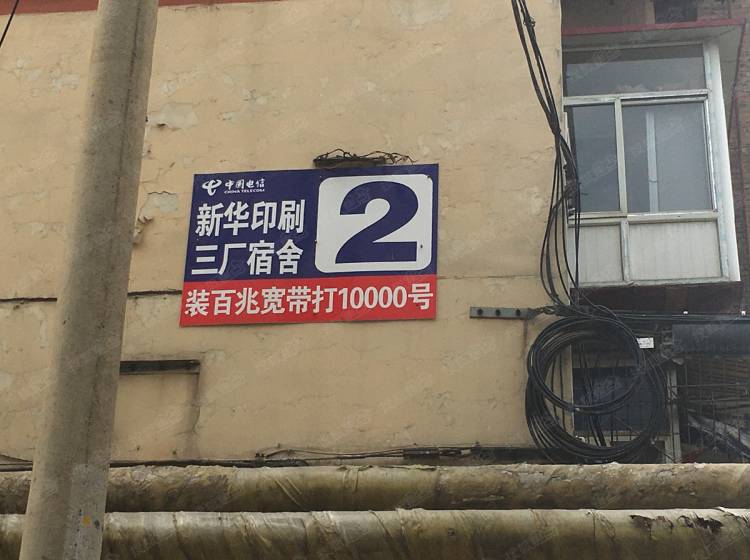 中国电信
CHINA TELECOM
新华印刷
三厂宿舍
2
装百兆宽带打10000号